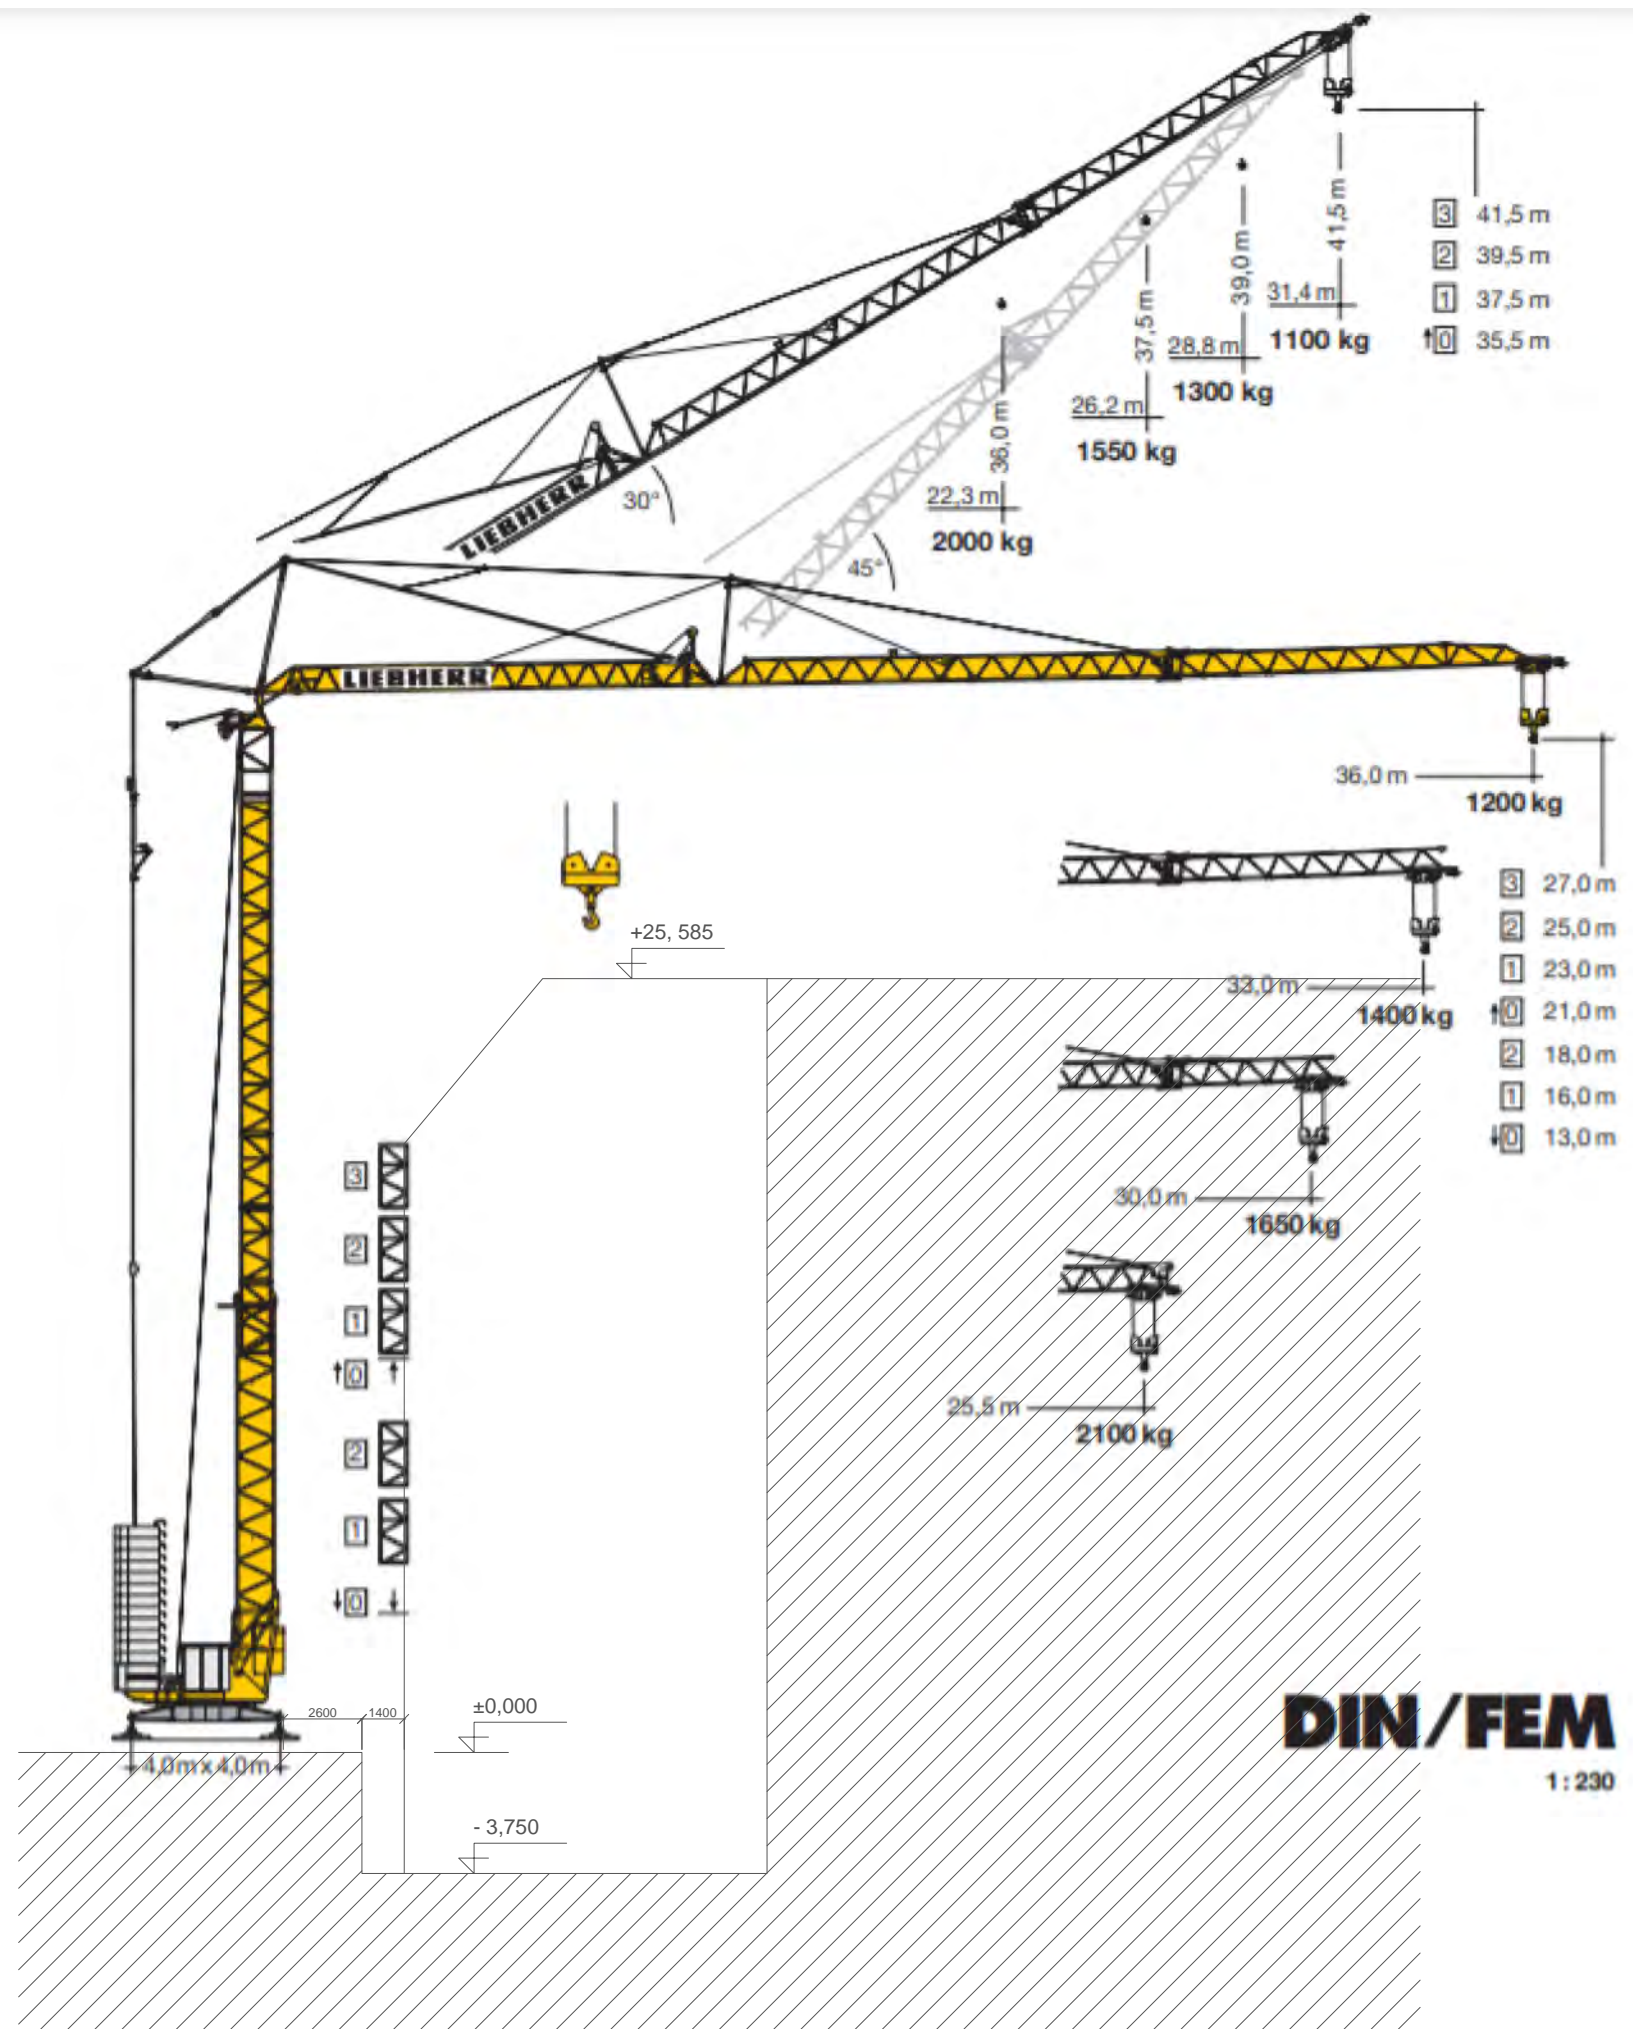 41,5 m
3 41,5 m
2 39,5 m
1 37,5 m
0 35,5 m
39,0 m
31,4 m
1100 kg
37,5 m
28,8 m
1300 kg
36,0 m
26,2 m
1550 kg
22,3 m
2000 kg
LIEBHERR
30°
45°
LIEBHERR
36,0 m
1200 kg
3 27,0 m
2 25,0 m
1 23,0 m
0 21,0 m
2 18,0 m
1 16,0 m
0 13,0 m
+25, 585
33,0 m
1400 kg
30,0 m
1650 kg
25,5 m
2100 kg
3
2
1
0
2
1
0
2600
1400
±0,000
4,0 m x 4,0 m
- 3,750
DIN/FEM
1:230